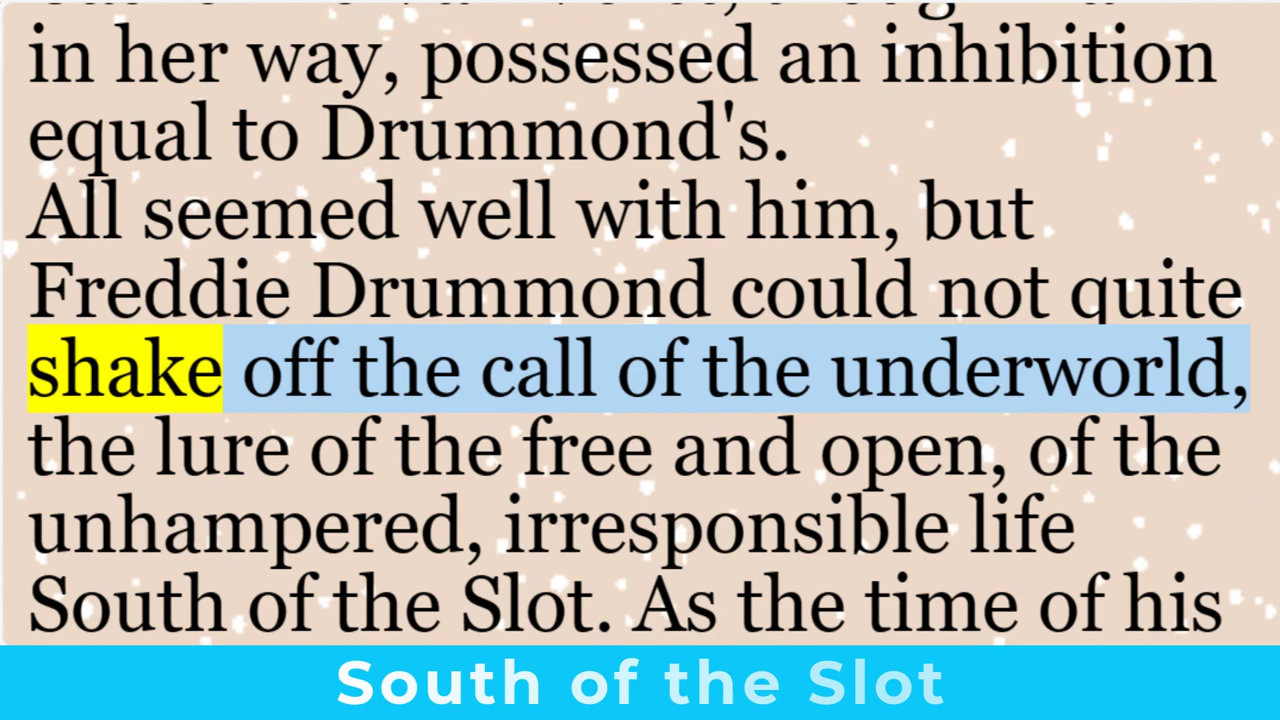 in her way, possessed an inhibition
equal to Drummond's.
All seemed well with him, but
Freddie Drummond could not quite
shake off the call of the underworld,
the lure of the free and open, of the
unhampered, irresponsible life
South of the Slot. As the time of his
South of the Slot